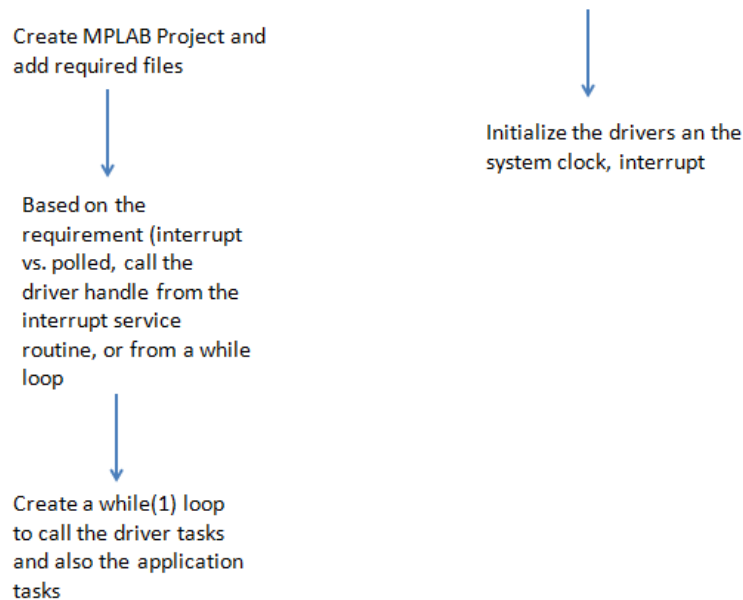 Create MPLAB Project and
add required files
Based on the
requirement (interrupt
vs. polled, call the
driver handle from the
interrupt service
routine, or from a while
loop
Create a while(1) loop
to call the driver tasks
and also the application
tasks
Initialize the drivers an the
system clock, interrupt